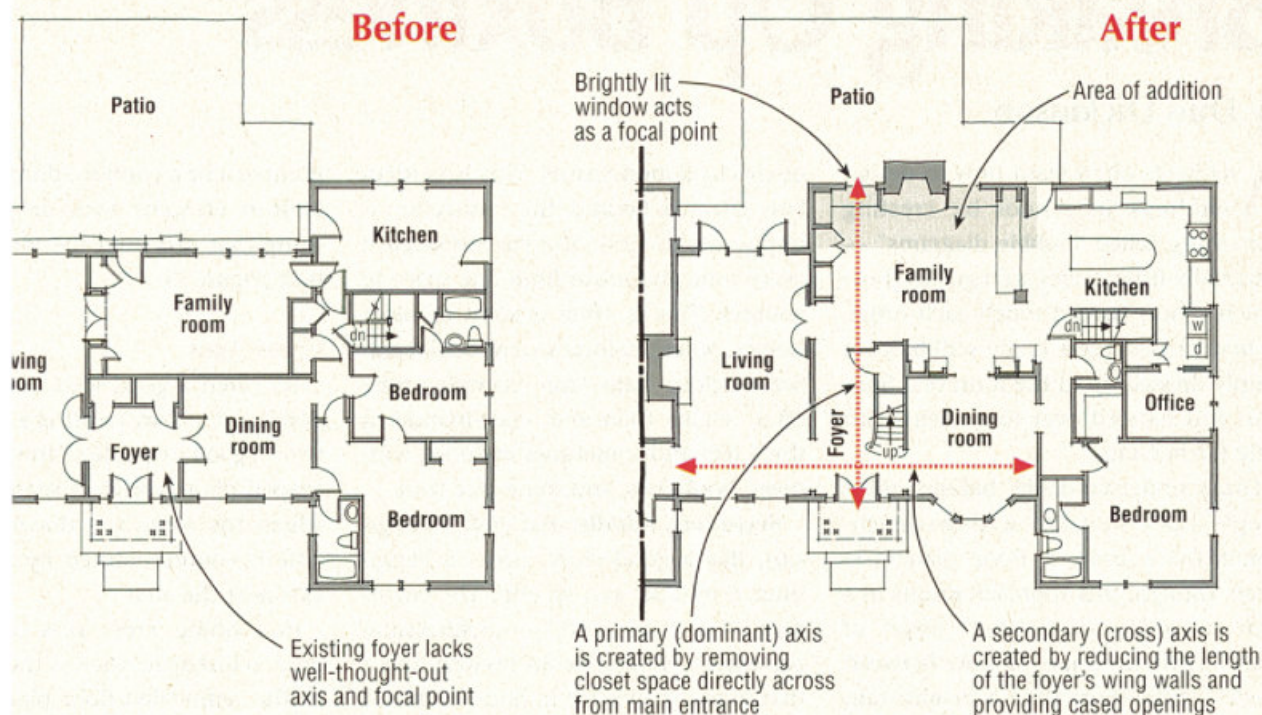 Before
Patio
Kitchen
Family
room
dn
Bedroom
Dining
room
Foyer
Bedroom
Existing foyer lacks
well-thought-out
axis and focal point
After
Brightly lit
window acts
as a focal point
Patio
Area of addition
Family
room
Kitchen
dn
w
d
Living
room
Foyer
up
Dining
room
Office
Bedroom
A primary (dominant) axis
is created by removing
closet space directly across
from main entrance
A secondary (cross) axis is
created by reducing the length
of the foyer's wing walls and
providing cased openings